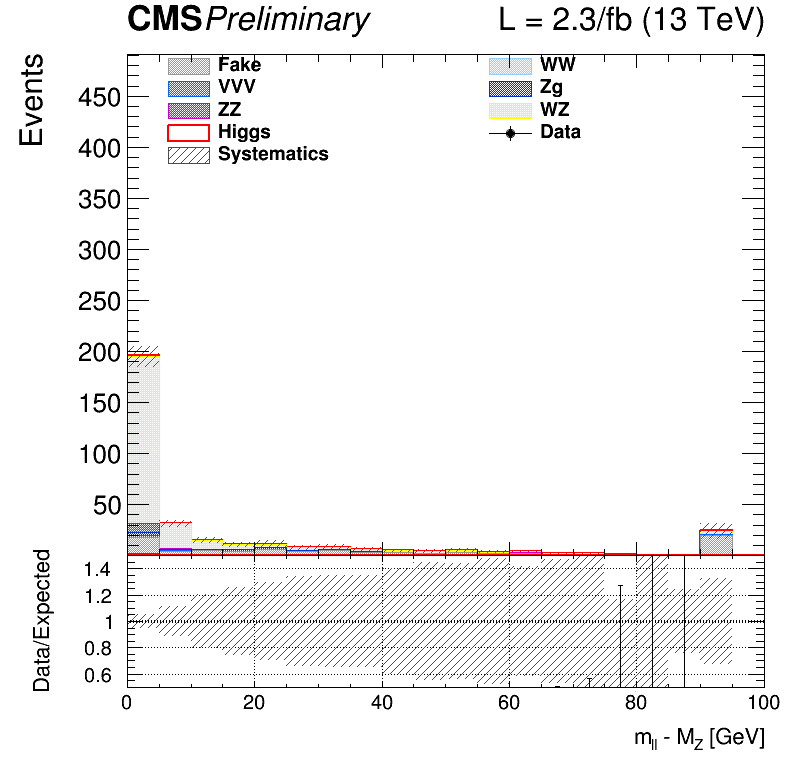 CMS Preliminary L = 2.3/fb (13 TeV)
Events
Fake WW
VVV Zg
ZZ WZ
Higgs Data
Systematics
450
400
350
300
250
200
150
100
50
Data/Expected
1.4
1.2
1
0.8
0.6
0 20 40 60 80 100
m_ll - M_Z [GeV]